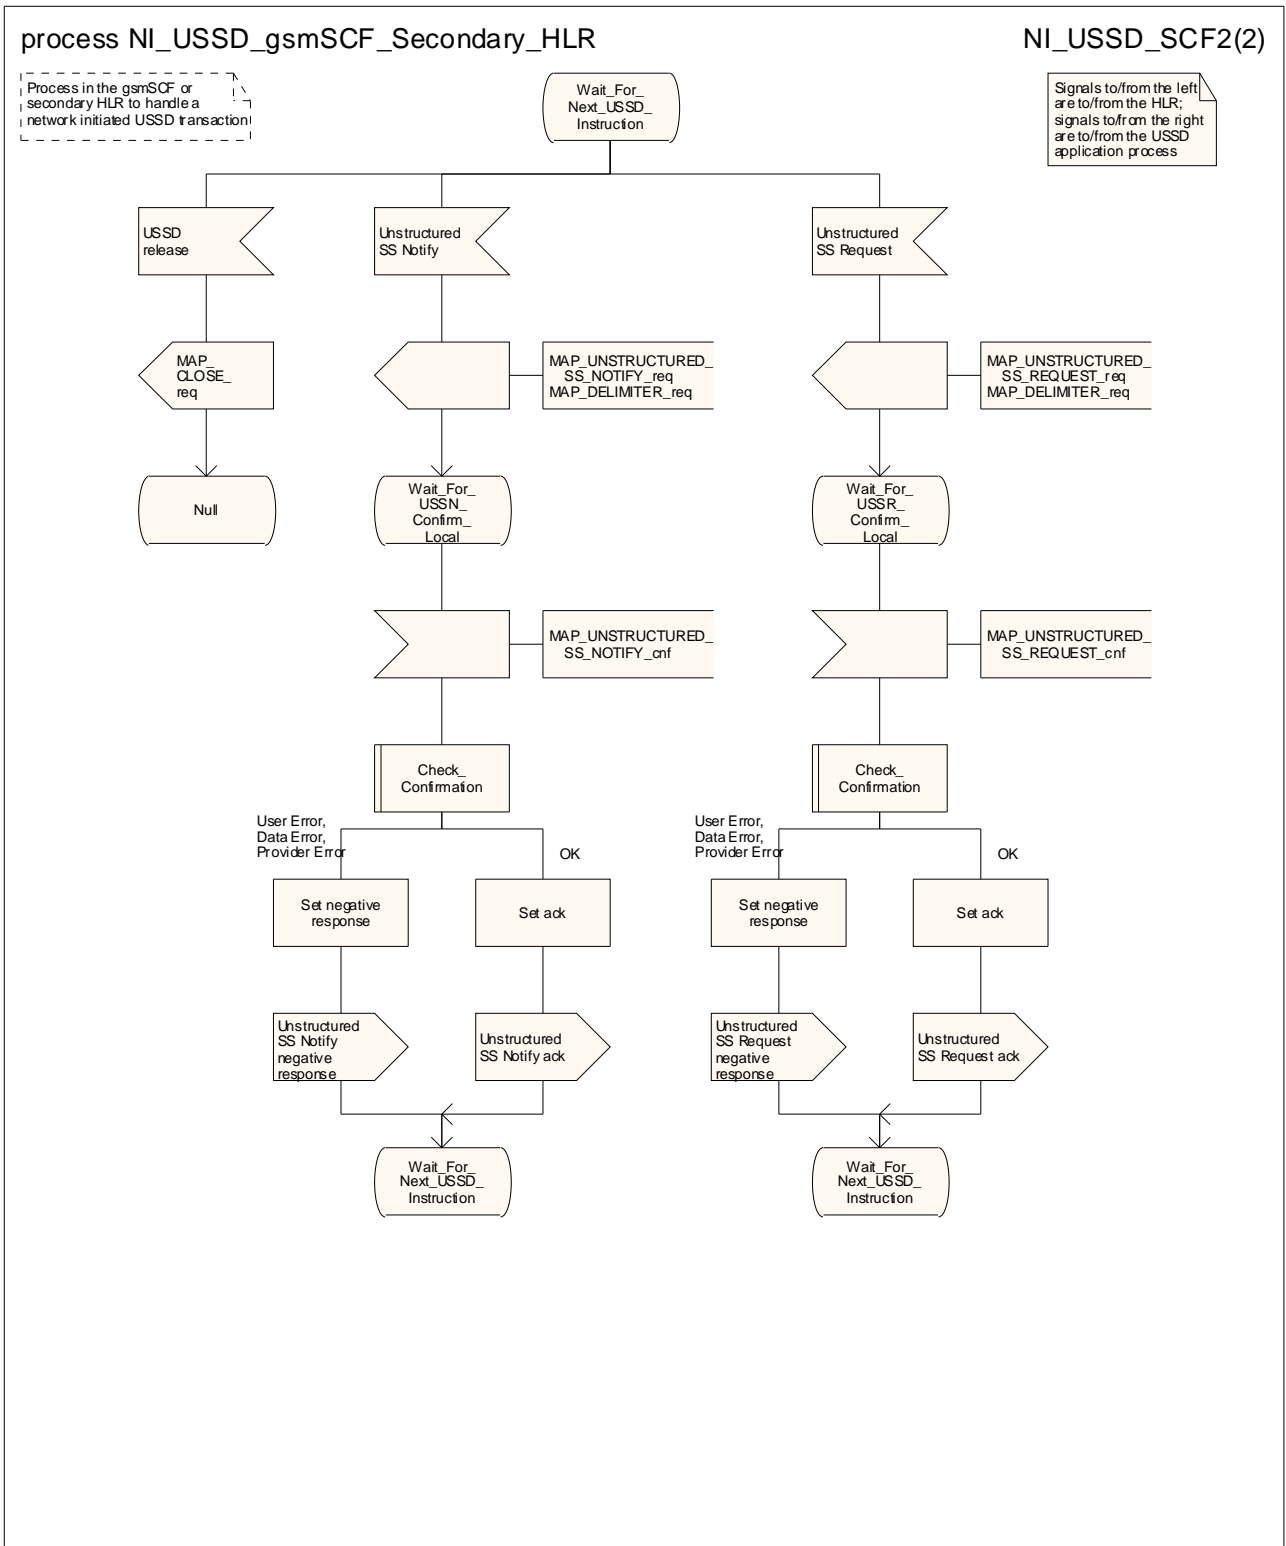 process NI_USSD_gsmSCF_Secondary_HLR
NI_USSD_SCF2(2)
Process in the gsmSCF or
secondary HLR to handle a
network initiated USSD transaction
Wait_For_
Next_USSD_
Instruction
Signals to/from the left
are to/from the HLR;
signals to/from the right
are to/from the USSD
application process
USSD
release
Unstructured
SS Notify
Unstructured
SS Request
MAP_
CLOSE_
req
MAP_UNSTRUCTURED_
SS_NOTIFY_req
MAP_DELIMITER_req
MAP_UNSTRUCTURED_
SS_REQUEST_req
MAP_DELIMITER_req
Null
Wait_For_
USSN_
Confirm_
Local
Wait_For_
USSR_
Confirm_
Local
MAP_UNSTRUCTURED_
SS_NOTIFY_cnf
MAP_UNSTRUCTURED_
SS_REQUEST_cnf
Check_
Confirmation
Check_
Confirmation
User Error,
Data Error,
Provider Error
OK
User Error,
Data Error,
Provider Error
OK
Set negative
response
Set ack
Set negative
response
Set ack
Unstructured
SS Notify
negative
response
Unstructured
SS Notify ack
Unstructured
SS Request
negative
response
Unstructured
SS Request ack
Wait_For_
Next_USSD_
Instruction
Wait_For_
Next_USSD_
Instruction